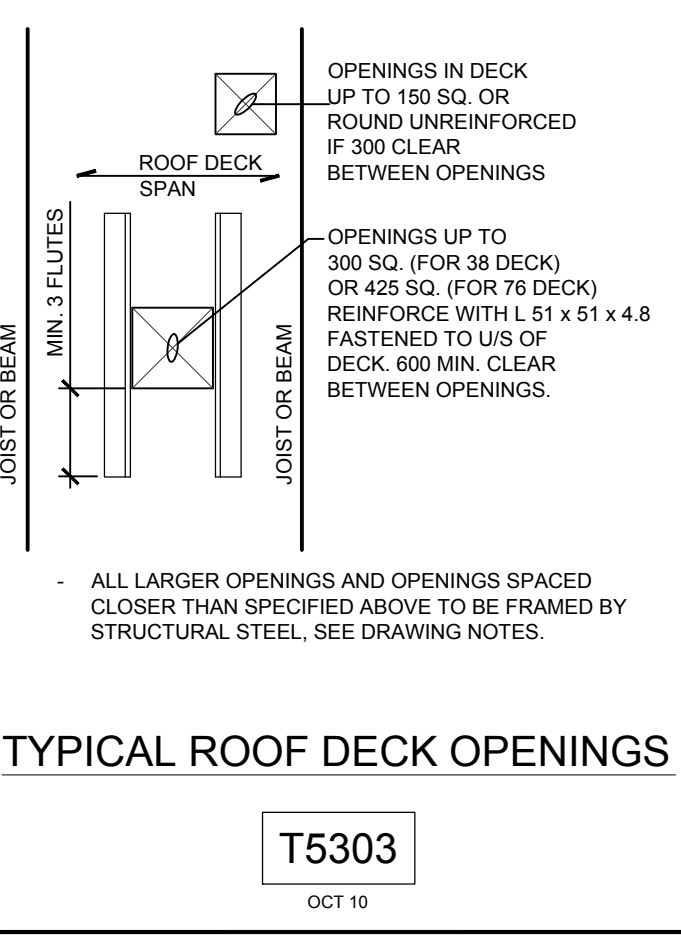 OPENINGS IN DECK
UP TO 150 SQ. OR
ROUND UNREINFORCED
IF 300 CLEAR
BETWEEN OPENINGS
ROOF DECK
SPAN
MIN. 3 FLUTES
JOIST OR BEAM
JOIST OR BEAM
OPENINGS UP TO
300 SQ. (FOR 38 DECK)
OR 425 SQ. (FOR 76 DECK)
REINFORCE WITH L 51 x 51 x 4.8
FASTENED TO U/S OF
DECK. 600 MIN. CLEAR
BETWEEN OPENINGS.
- ALL LARGER OPENINGS AND OPENINGS SPACED
CLOSER THAN SPECIFIED ABOVE TO BE FRAMED BY
STRUCTURAL STEEL, SEE DRAWING NOTES.
TYPICAL ROOF DECK OPENINGS
T5303
OCT 10